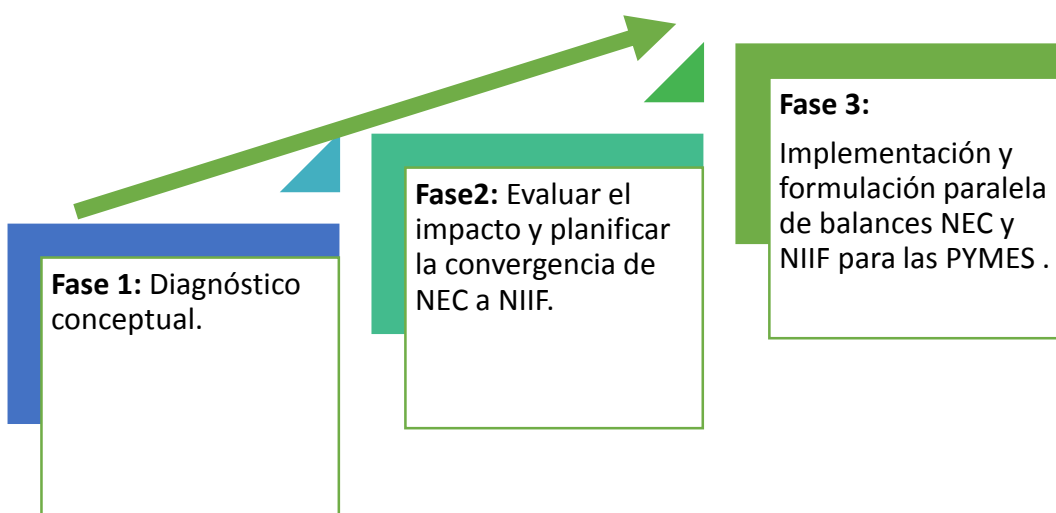 Fase 1: Diagnóstico
conceptual.
Fase2: Evaluar el
impacto y planificar
la convergencia de
NEC a NIIF.
Fase 3:
Implementación y
formulación paralela
de balances NEC y
NIIF para las PYMES .